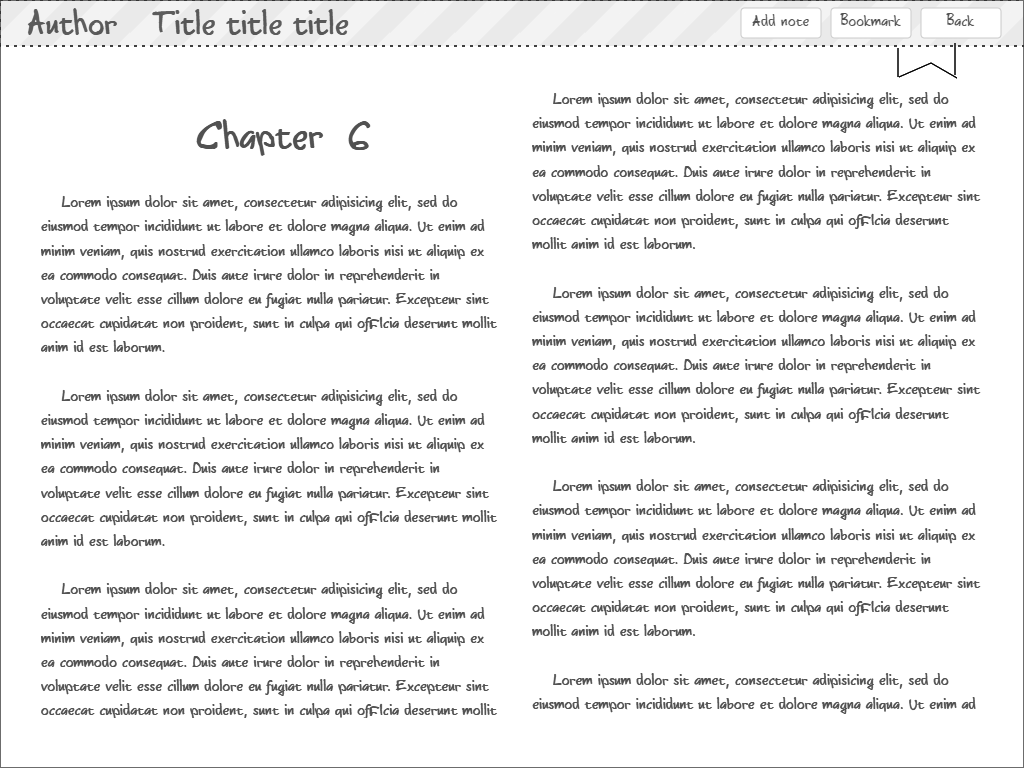 Author Title title title Add note Bookmark Back
Chapter 6
Lorem ipsum dolor sit amet, consectetur adipisicing elit, sed do
eiusmod tempor incididunt ut labore et dolore magna aliqua. Ut enim ad
minim veniam, quis nostrud exercitation ullamco laboris nisi ut aliquip ex
ea commodo consequat. Duis aute irure dolor in reprehenderit in
voluptate velit esse cillum dolore eu fugiat nulla pariatur. Excepteur sint
occaecat cupidatat non proident, sunt in culpa qui officia deserunt mollit
anim id est laborum.
Lorem ipsum dolor sit amet, consectetur adipisicing elit, sed do
eiusmod tempor incididunt ut labore et dolore magna aliqua. Ut enim ad
minim veniam, quis nostrud exercitation ullamco laboris nisi ut aliquip ex
ea commodo consequat. Duis aute irure dolor in reprehenderit in
voluptate velit esse cillum dolore eu fugiat nulla pariatur. Excepteur sint
occaecat cupidatat non proident, sunt in culpa qui officia deserunt mollit
anim id est laborum.
Lorem ipsum dolor sit amet, consectetur adipisicing elit, sed do
eiusmod tempor incididunt ut labore et dolore magna aliqua. Ut enim ad
minim veniam, quis nostrud exercitation ullamco laboris nisi ut aliquip ex
ea commodo consequat. Duis aute irure dolor in reprehenderit in
voluptate velit esse cillum dolore eu fugiat nulla pariatur. Excepteur sint
occaecat cupidatat non proident, sunt in culpa qui officia deserunt mollit
Lorem ipsum dolor sit amet, consectetur adipisicing elit, sed do
eiusmod tempor incididunt ut labore et dolore magna aliqua. Ut enim ad
minim veniam, quis nostrud exercitation ullamco laboris nisi ut aliquip ex
ea commodo consequat. Duis aute irure dolor in reprehenderit in
voluptate velit esse cillum dolore eu fugiat nulla pariatur. Excepteur sint
occaecat cupidatat non proident, sunt in culpa qui officia deserunt
mollit anim id est laborum.
Lorem ipsum dolor sit amet, consectetur adipisicing elit, sed do
eiusmod tempor incididunt ut labore et dolore magna aliqua. Ut enim ad
minim veniam, quis nostrud exercitation ullamco laboris nisi ut aliquip ex
ea commodo consequat. Duis aute irure dolor in reprehenderit in
voluptate velit esse cillum dolore eu fugiat nulla pariatur. Excepteur sint
occaecat cupidatat non proident, sunt in culpa qui officia deserunt
mollit anim id est laborum.
Lorem ipsum dolor sit amet, consectetur adipisicing elit, sed do
eiusmod tempor incididunt ut labore et dolore magna aliqua. Ut enim ad
minim veniam, quis nostrud exercitation ullamco laboris nisi ut aliquip ex
ea commodo consequat. Duis aute irure dolor in reprehenderit in
voluptate velit esse cillum dolore eu fugiat nulla pariatur. Excepteur sint
occaecat cupidatat non proident, sunt in culpa qui officia deserunt
mollit anim id est laborum.
Lorem ipsum dolor sit amet, consectetur adipisicing elit, sed do
eiusmod tempor incididunt ut labore et dolore magna aliqua. Ut enim ad